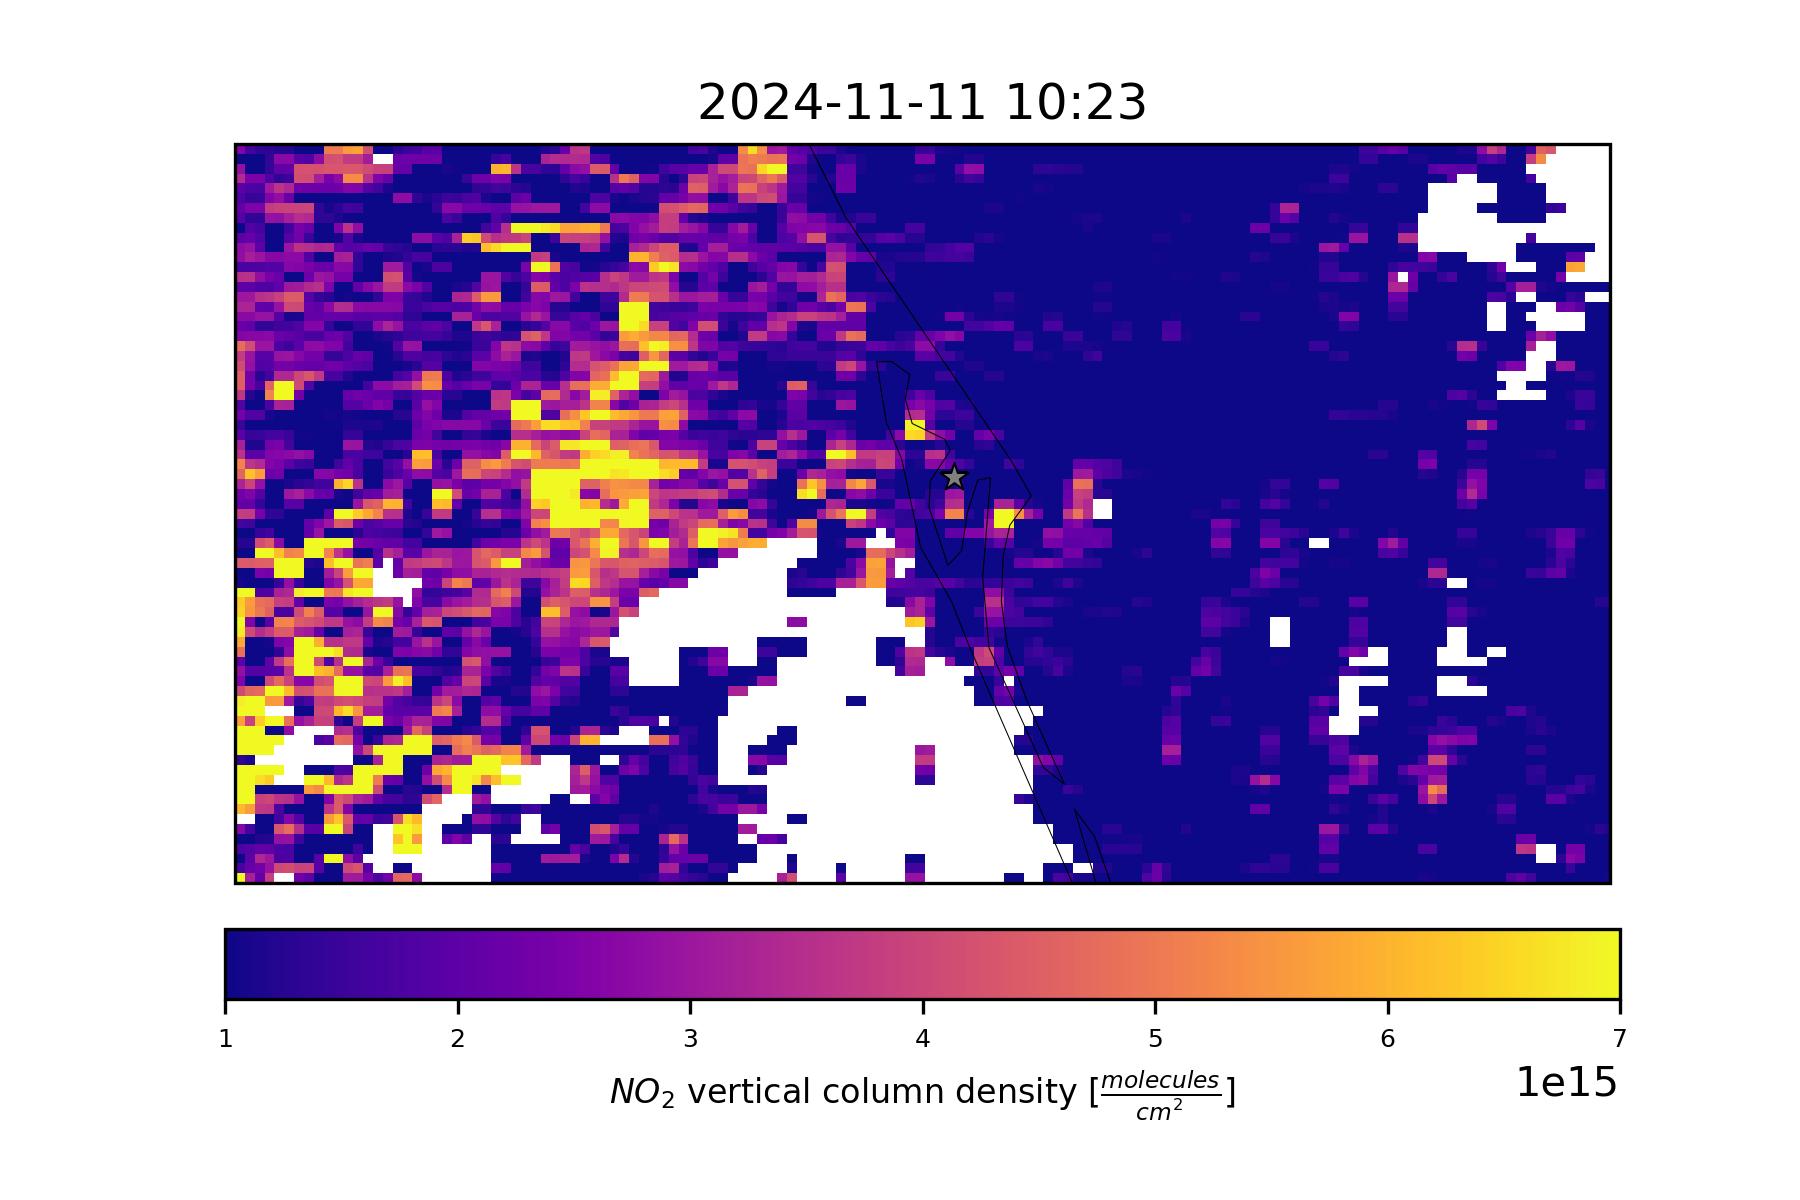 2024-11-11 10:23
1 2 3 4 5 6 7
1e15
NO₂ vertical column density [molecules/cm²]